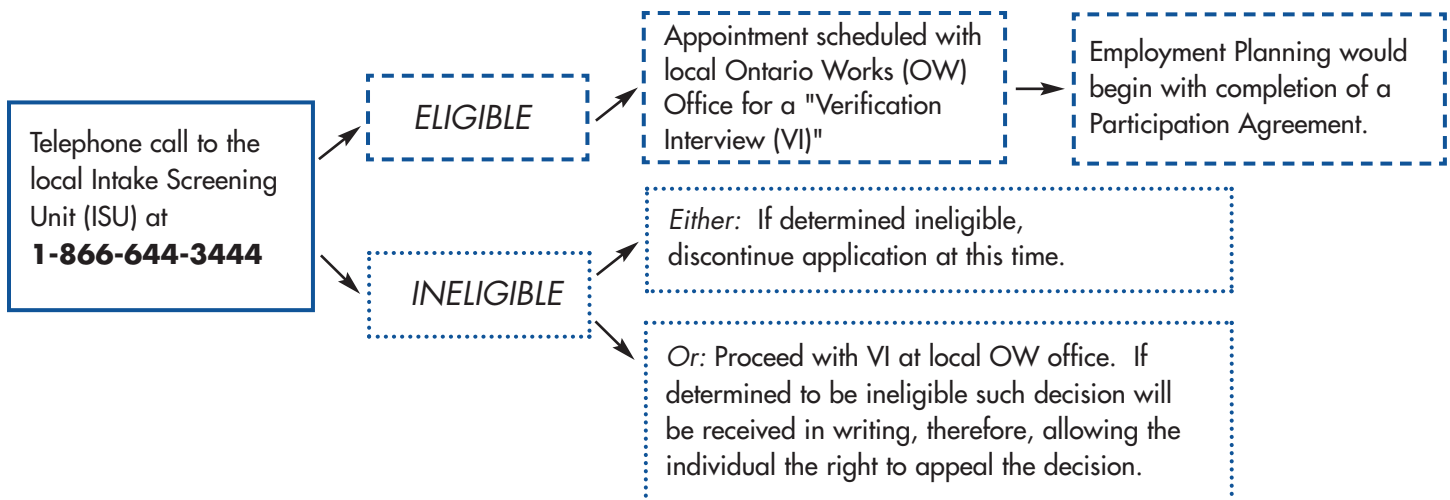 Telephone call to the
local Intake Screening
Unit (ISU) at
1-866-644-3444
ELIGIBLE
Appointment scheduled with
local Ontario Works (OW)
Office for a "Verification
Interview (VI)"
Employment Planning would
begin with completion of a
Participation Agreement.
INELIGIBLE
Either: If determined ineligible,
discontinue application at this time.
Or: Proceed with VI at local OW office. If
determined to be ineligible such decision will
be received in writing, therefore, allowing the
individual the right to appeal the decision.